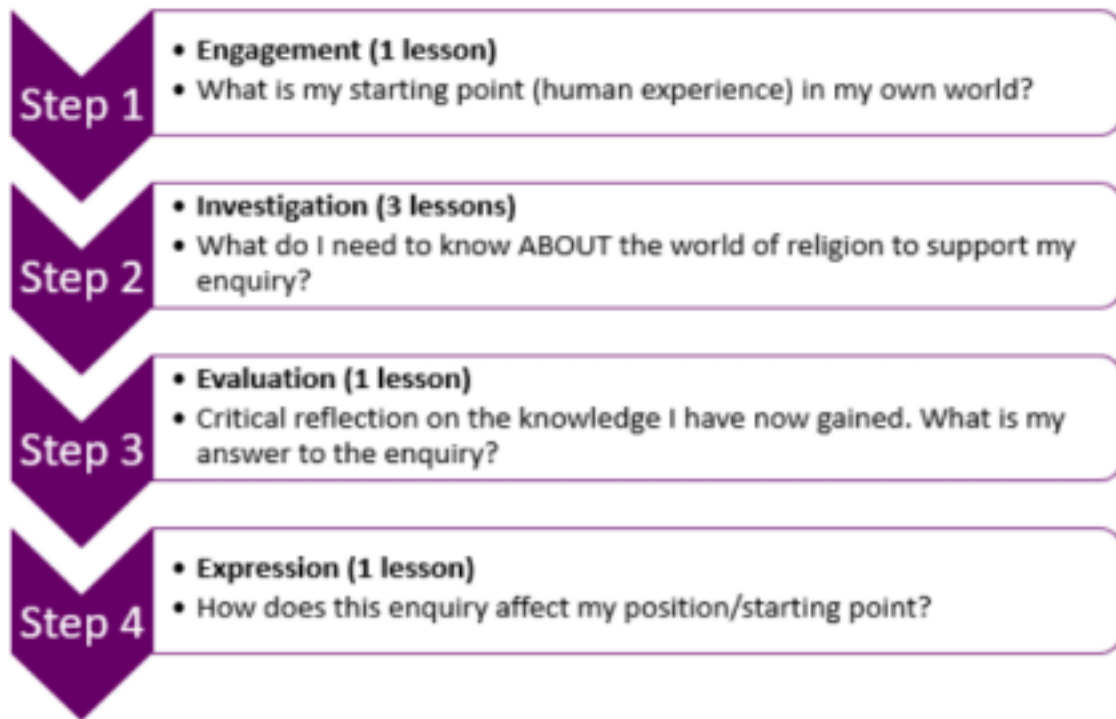 Step 1
• Engagement (1 lesson)
• What is my starting point (human experience) in my own world?
Step 2
• Investigation (3 lessons)
• What do I need to know ABOUT the world of religion to support my
enquiry?
Step 3
• Evaluation (1 lesson)
• Critical reflection on the knowledge I have now gained. What is my
answer to the enquiry?
Step 4
• Expression (1 lesson)
• How does this enquiry affect my position/starting point?